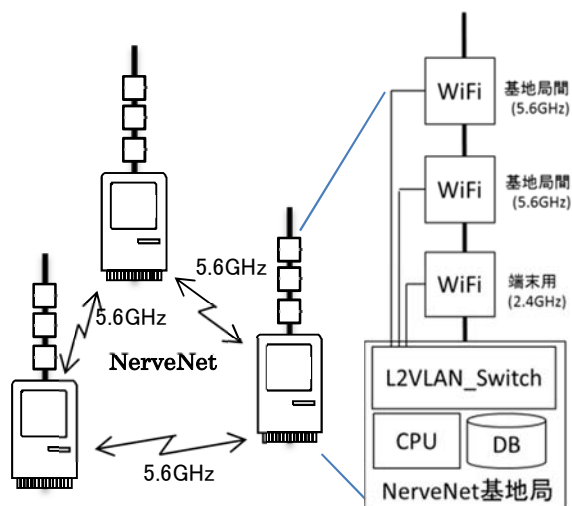 5.6GHz
5.6GHz
NerveNet
5.6GHz
WiFi
基地局間
(5.6GHz)
WiFi
基地局間
(5.6GHz)
WiFi
端末用
(2.4GHz)
L2VLAN_Switch
CPU
DB
NerveNet基地局